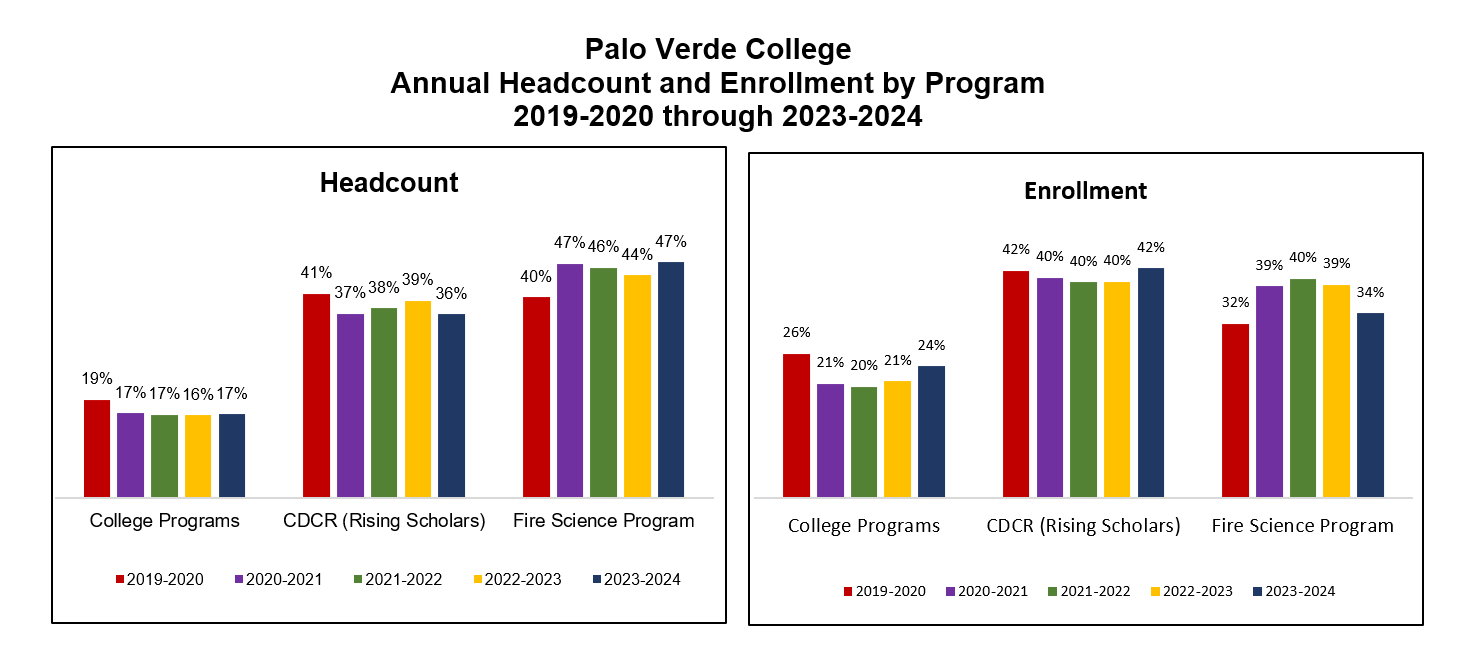 Palo Verde College
Annual Headcount and Enrollment by Program
2019-2020 through 2023-2024
Headcount
19% 17% 17% 16% 17%
41% 37% 38% 39% 36%
40% 47% 46% 44% 47%
College Programs CDCR (Rising Scholars) Fire Science Program
2019-2020 2020-2021 2021-2022 2022-2023 2023-2024
Enrollment
26% 21% 20% 21% 24%
42% 40% 40% 40% 42%
32% 39% 40% 39% 34%
College Programs CDCR (Rising Scholars) Fire Science Program
2019-2020 2020-2021 2021-2022 2022-2023 2023-2024